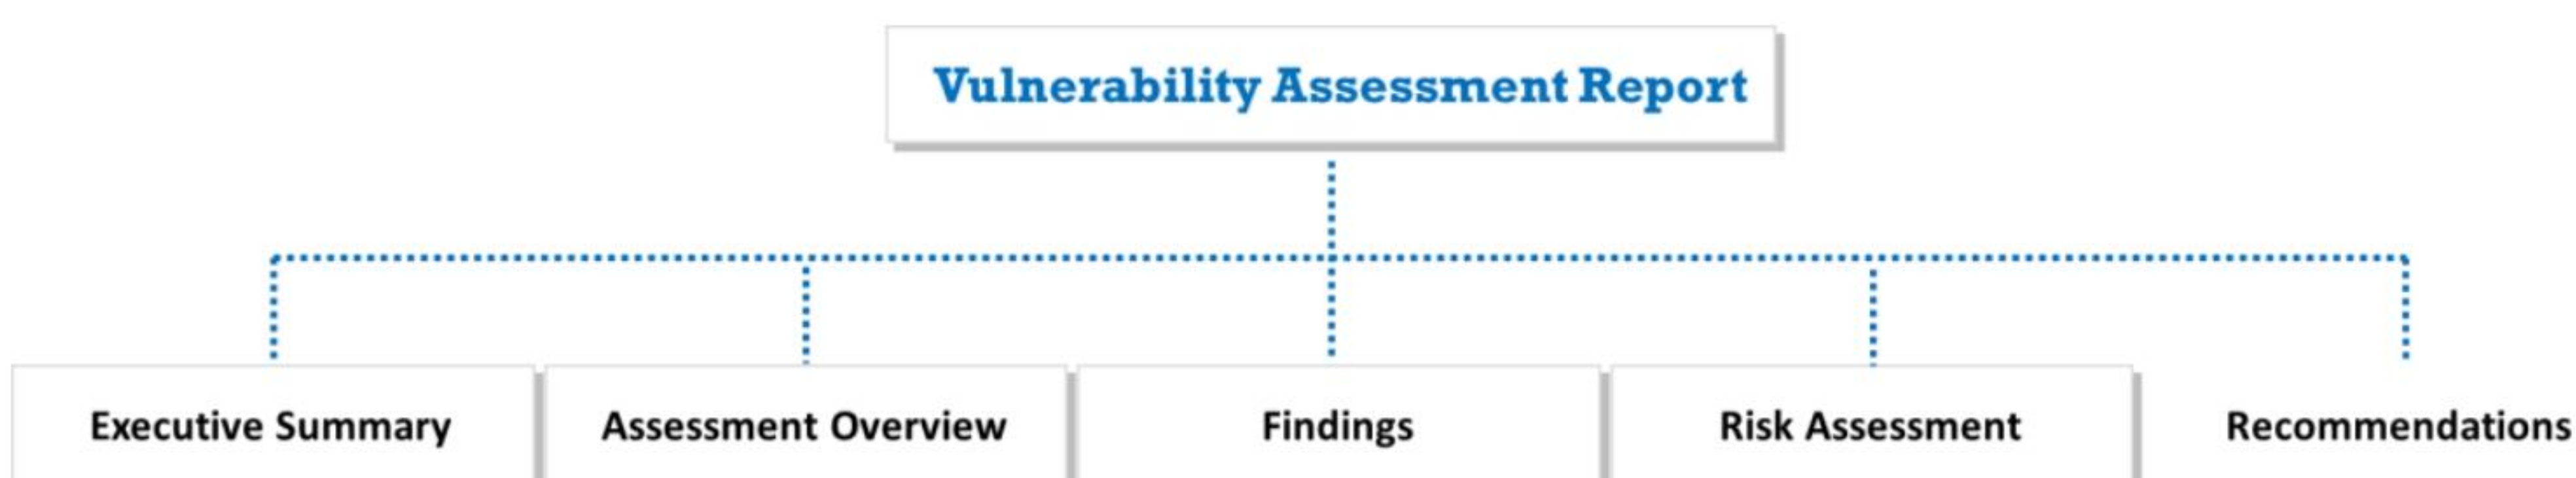 Vulnerability Assessment Report
Executive Summary
Assessment Overview
Findings
Risk Assessment
Recommendations